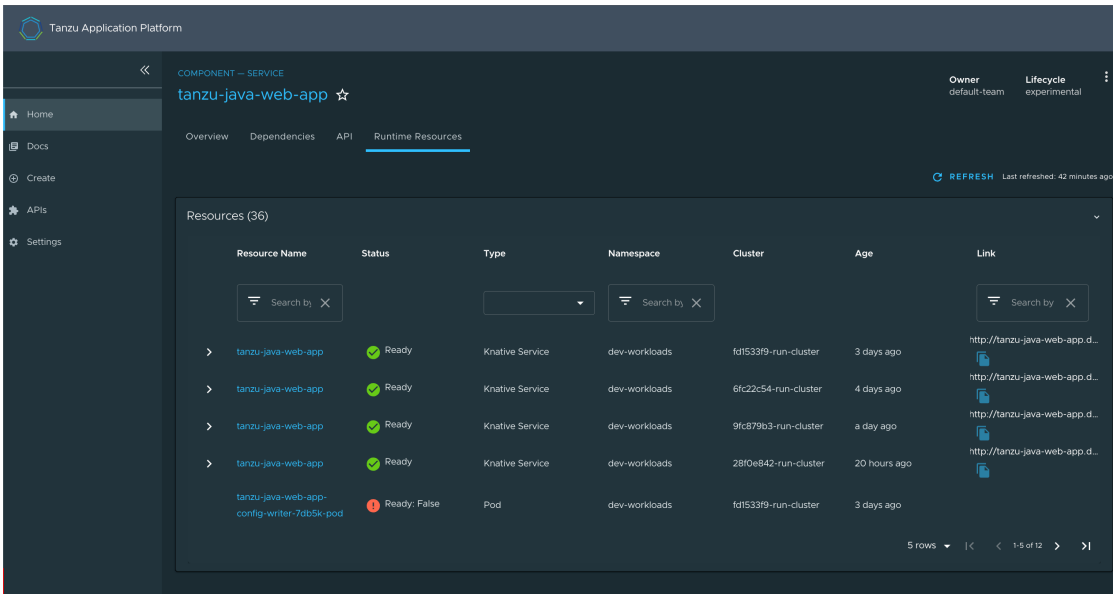 Tanzu Application Platform
COMPONENT — SERVICE
tanzu-java-web-app
Owner
default-team
Lifecycle
experimental
Home
Docs
Create
APIs
Settings
Overview Dependencies API Runtime Resources
REFRESH Last refreshed: 42 minutes ago
Resources (36)
Resource Name Status Type Namespace Cluster Age Link
Search by Search by Search by
tanzu-java-web-app Ready Knative Service dev-workloads fd1533f9-run-cluster 3 days ago http://tanzu-java-web-app.d...
tanzu-java-web-app Ready Knative Service dev-workloads 6fc22c54-run-cluster 4 days ago http://tanzu-java-web-app.d...
tanzu-java-web-app Ready Knative Service dev-workloads 9fc879b3-run-cluster a day ago http://tanzu-java-web-app.d...
tanzu-java-web-app Ready Knative Service dev-workloads 28f0e842-run-cluster 20 hours ago http://tanzu-java-web-app.d...
tanzu-java-web-app-
config-writer-7db5k-pod Ready: False Pod dev-workloads fd1533f9-run-cluster 3 days ago
5 rows 1-5 of 12